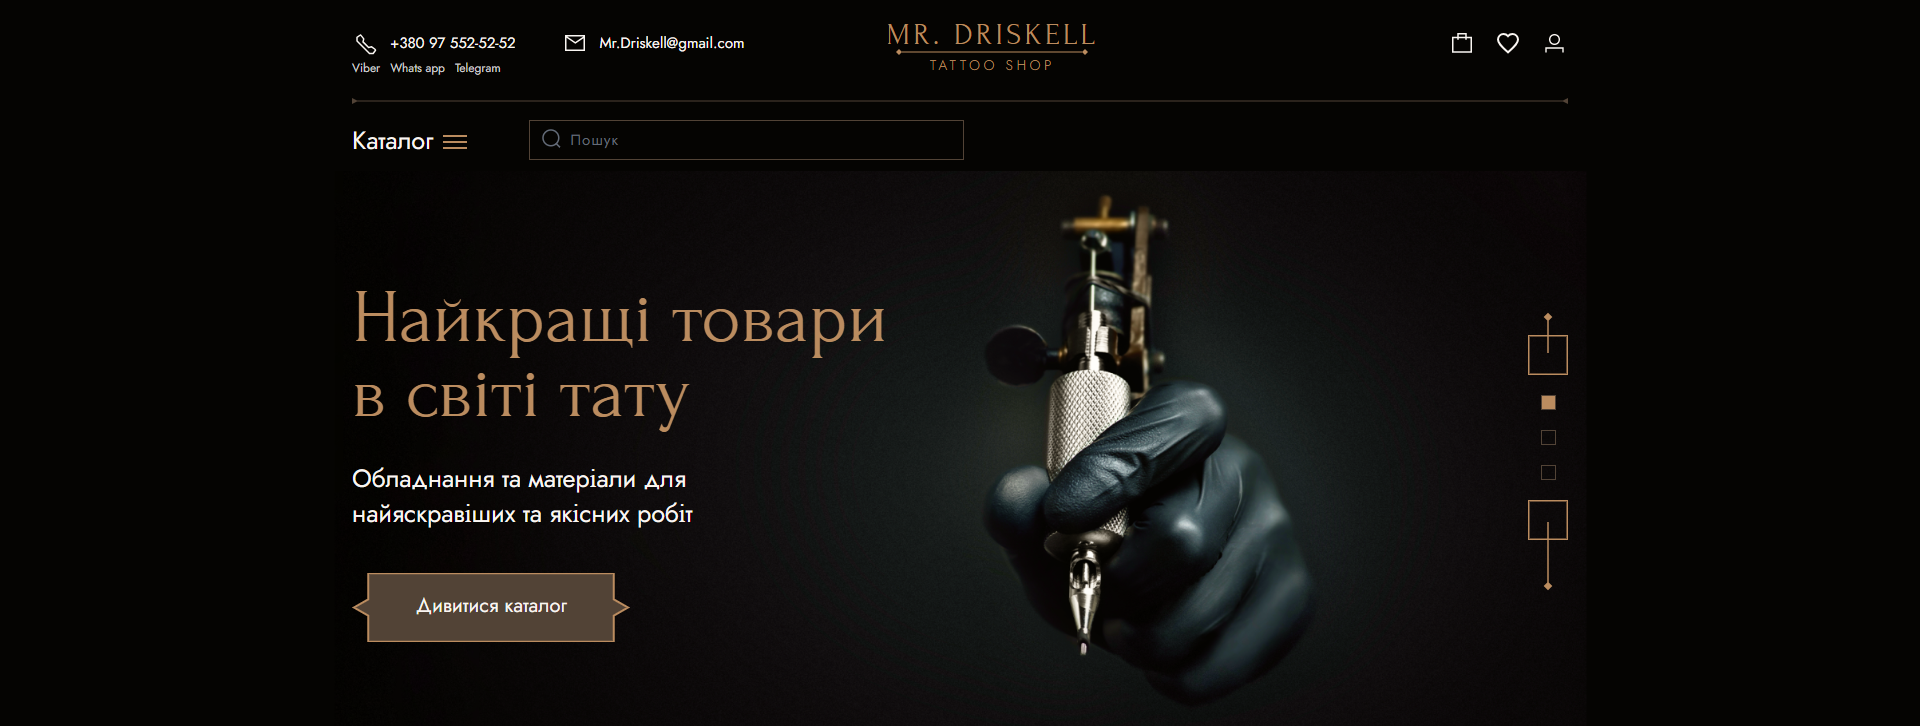 +380 97 552-52-52
Viber Whats app Telegram
Mr.Driskell@gmail.com
MR. DRISKELL
TATTOO SHOP
Каталог
Пошук
Найкращі товари
в світі тату
Обладнання та матеріали для
найяскравіших та якісних робіт
Дивитися каталог